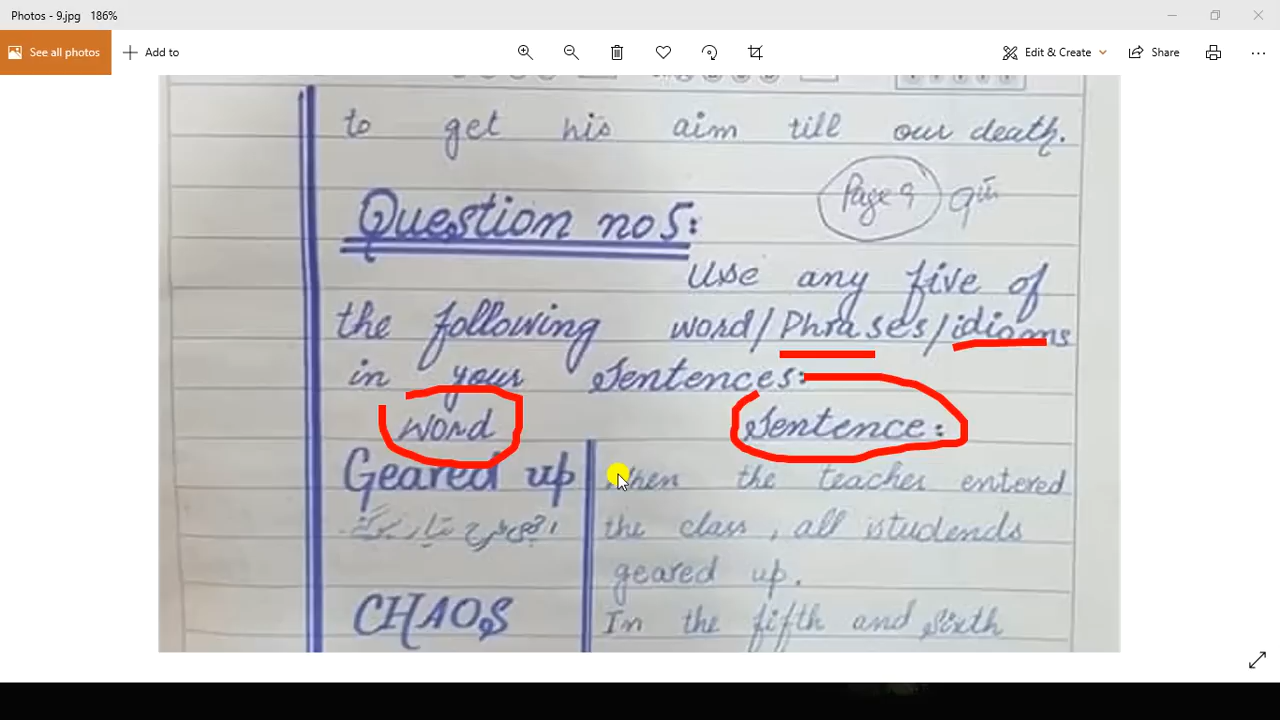 Photos - 9.jpg 186%
See all photos
Add to
Edit & Create
Share
to get his aim till our death.
Page 9 9th
Question no 5:
Use any five of
the following word/Phrases/idioms
in your Sentences:
Word Sentence:
Geared up When the teacher entered
the class, all studends
geared up.
CHAOS In the fifth and Sixth